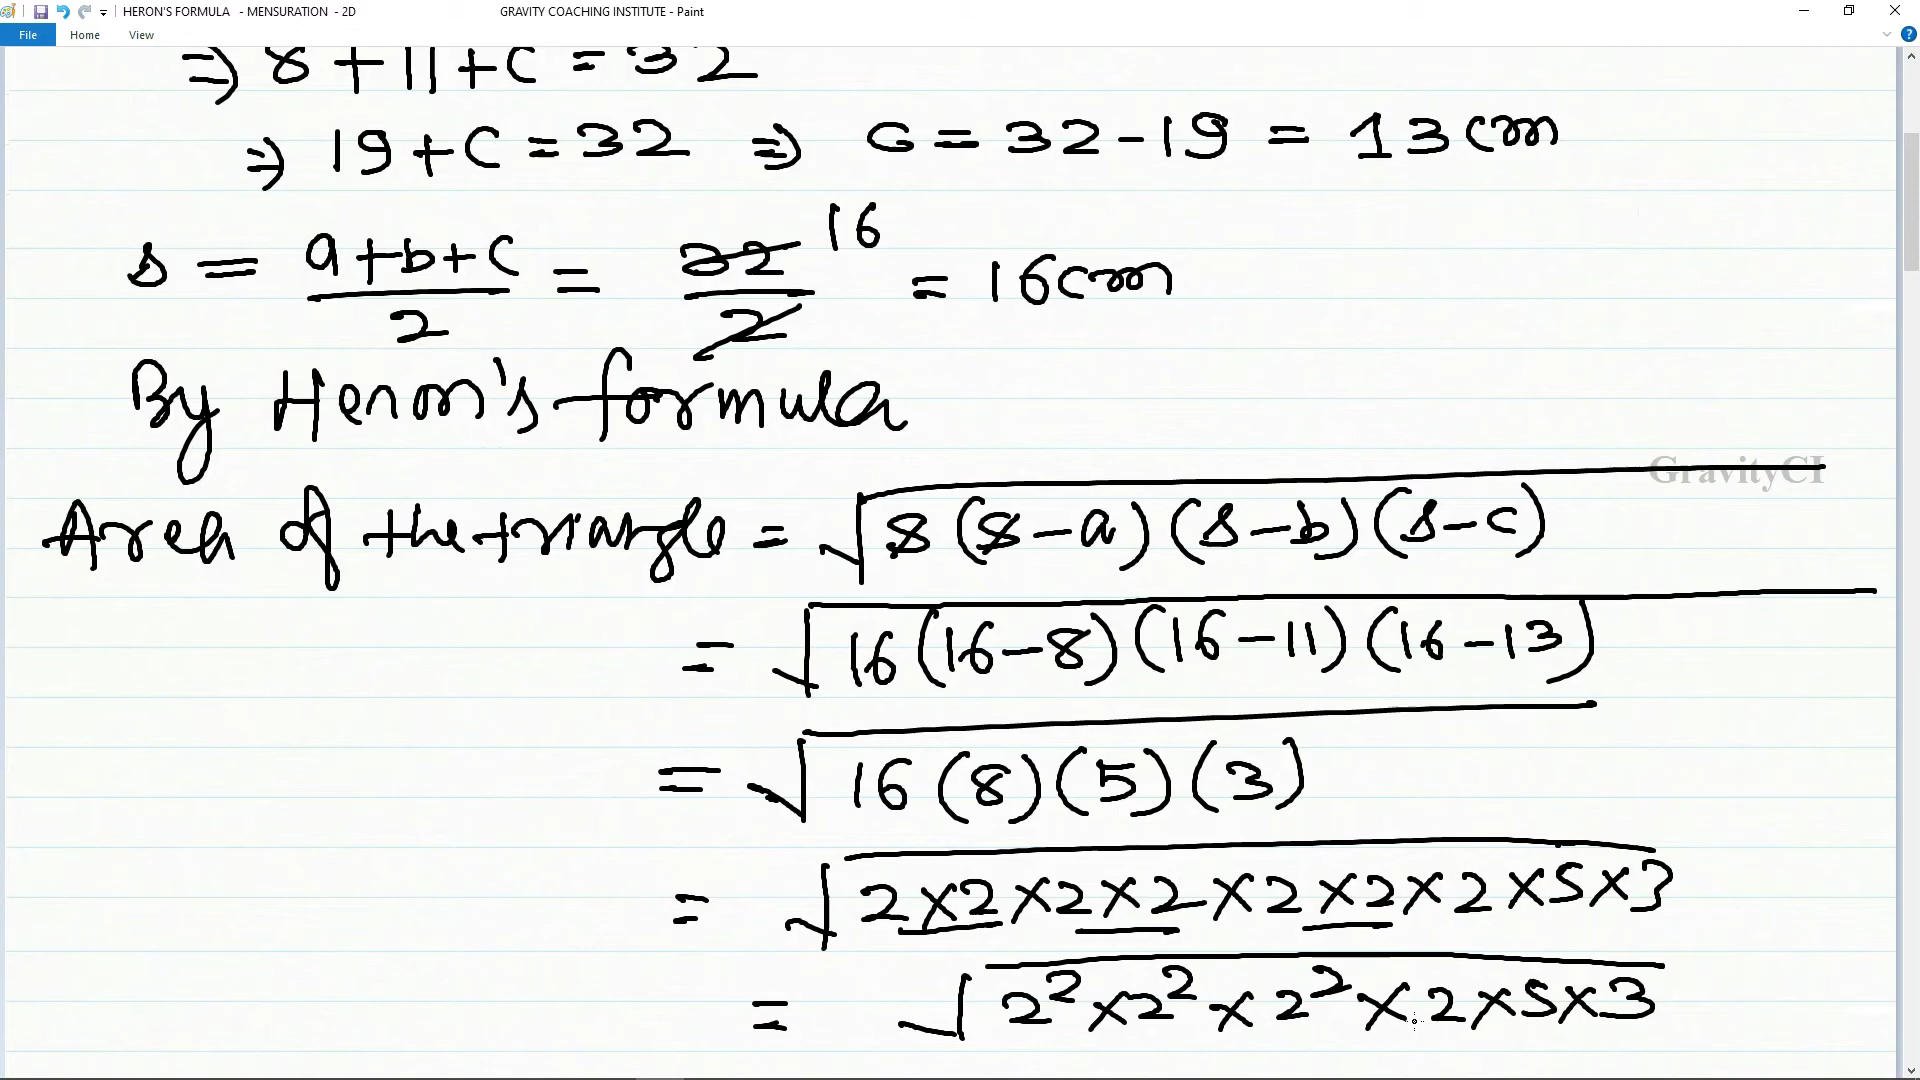 HERON'S FORMULA - MENSURATION - 2D GRAVITY COACHING INSTITUTE - Paint
File Home View
⇒ 8 + 11 + c = 32
⇒ 19 + c = 32 ⇒ c = 32 - 19 = 13 cm
s = (a+b+c)/2 = 32/2 16 = 16cm
By Heron's formula
GravityCI
Area of the triangle = √s(s-a)(s-b)(s-c)
= √16(16-8)(16-11)(16-13)
= √16(8)(5)(3)
= √2×2×2×2×2×2×2×5×3
= √2²×2²×2²×2×5×3